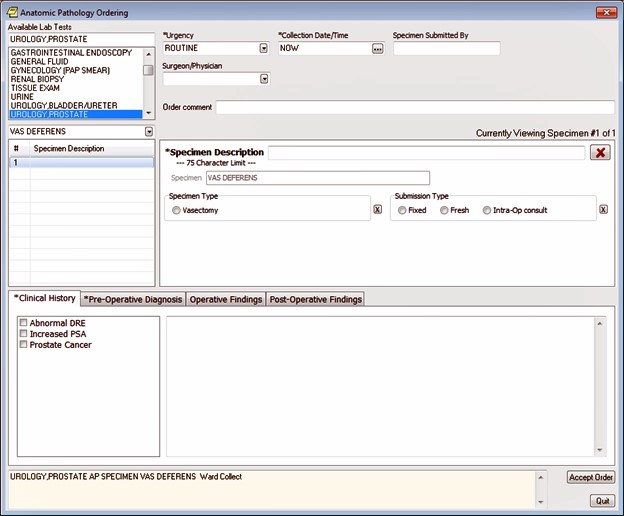 Anatomic Pathology Ordering
Available Lab Tests
UROLOGY,PROSTATE
GASTROINTESTINAL ENDOSCOPY
GENERAL FLUID
GYNECOLOGY (PAP SMEAR)
RENAL BIOPSY
TISSUE EXAM
URINE
UROLOGY,BLADDER/URETER
UROLOGY,PROSTATE
*Urgency
ROUTINE
*Collection Date/Time
NOW
...
Specimen Submitted By
Surgeon/Physician
Order comment
VAS DEFERENS
Currently Viewing Specimen #1 of 1
# Specimen Description
1
*Specimen Description
--- 75 Character Limit ---
Specimen VAS DEFERENS
Specimen Type
Vasectomy
X
Submission Type
Fixed Fresh Intra-Op consult
X
*Clinical History *Pre-Operative Diagnosis Operative Findings Post-Operative Findings
Abnormal DRE
Increased PSA
Prostate Cancer
UROLOGY,PROSTATE AP SPECIMEN VAS DEFERENS Ward Collect
Accept Order
Quit